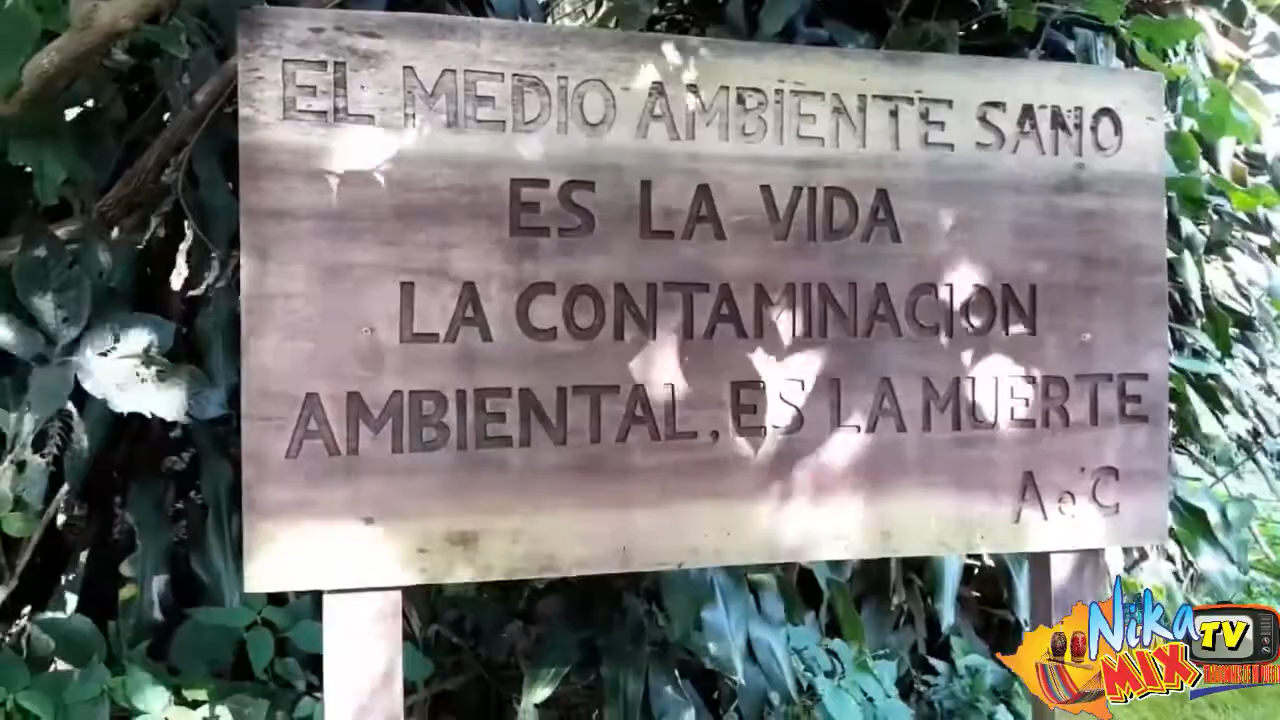 EL MEDIO AMBIENTE SANO
ES LA VIDA
LA CONTAMINACION
AMBIENTAL, ES LA MUERTE
A e C
Nika
MIX
TV